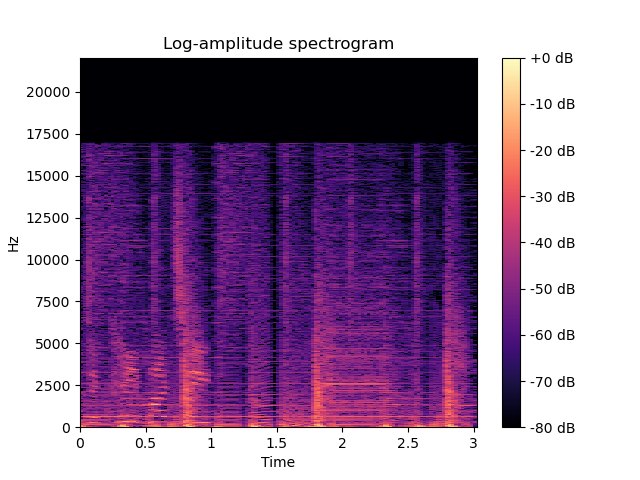 Log-amplitude spectrogram
Hz
20000
17500
15000
12500
10000
7500
5000
2500
0
0 0.5 1 1.5 2 2.5 3
Time
+0 dB
-10 dB
-20 dB
-30 dB
-40 dB
-50 dB
-60 dB
-70 dB
-80 dB